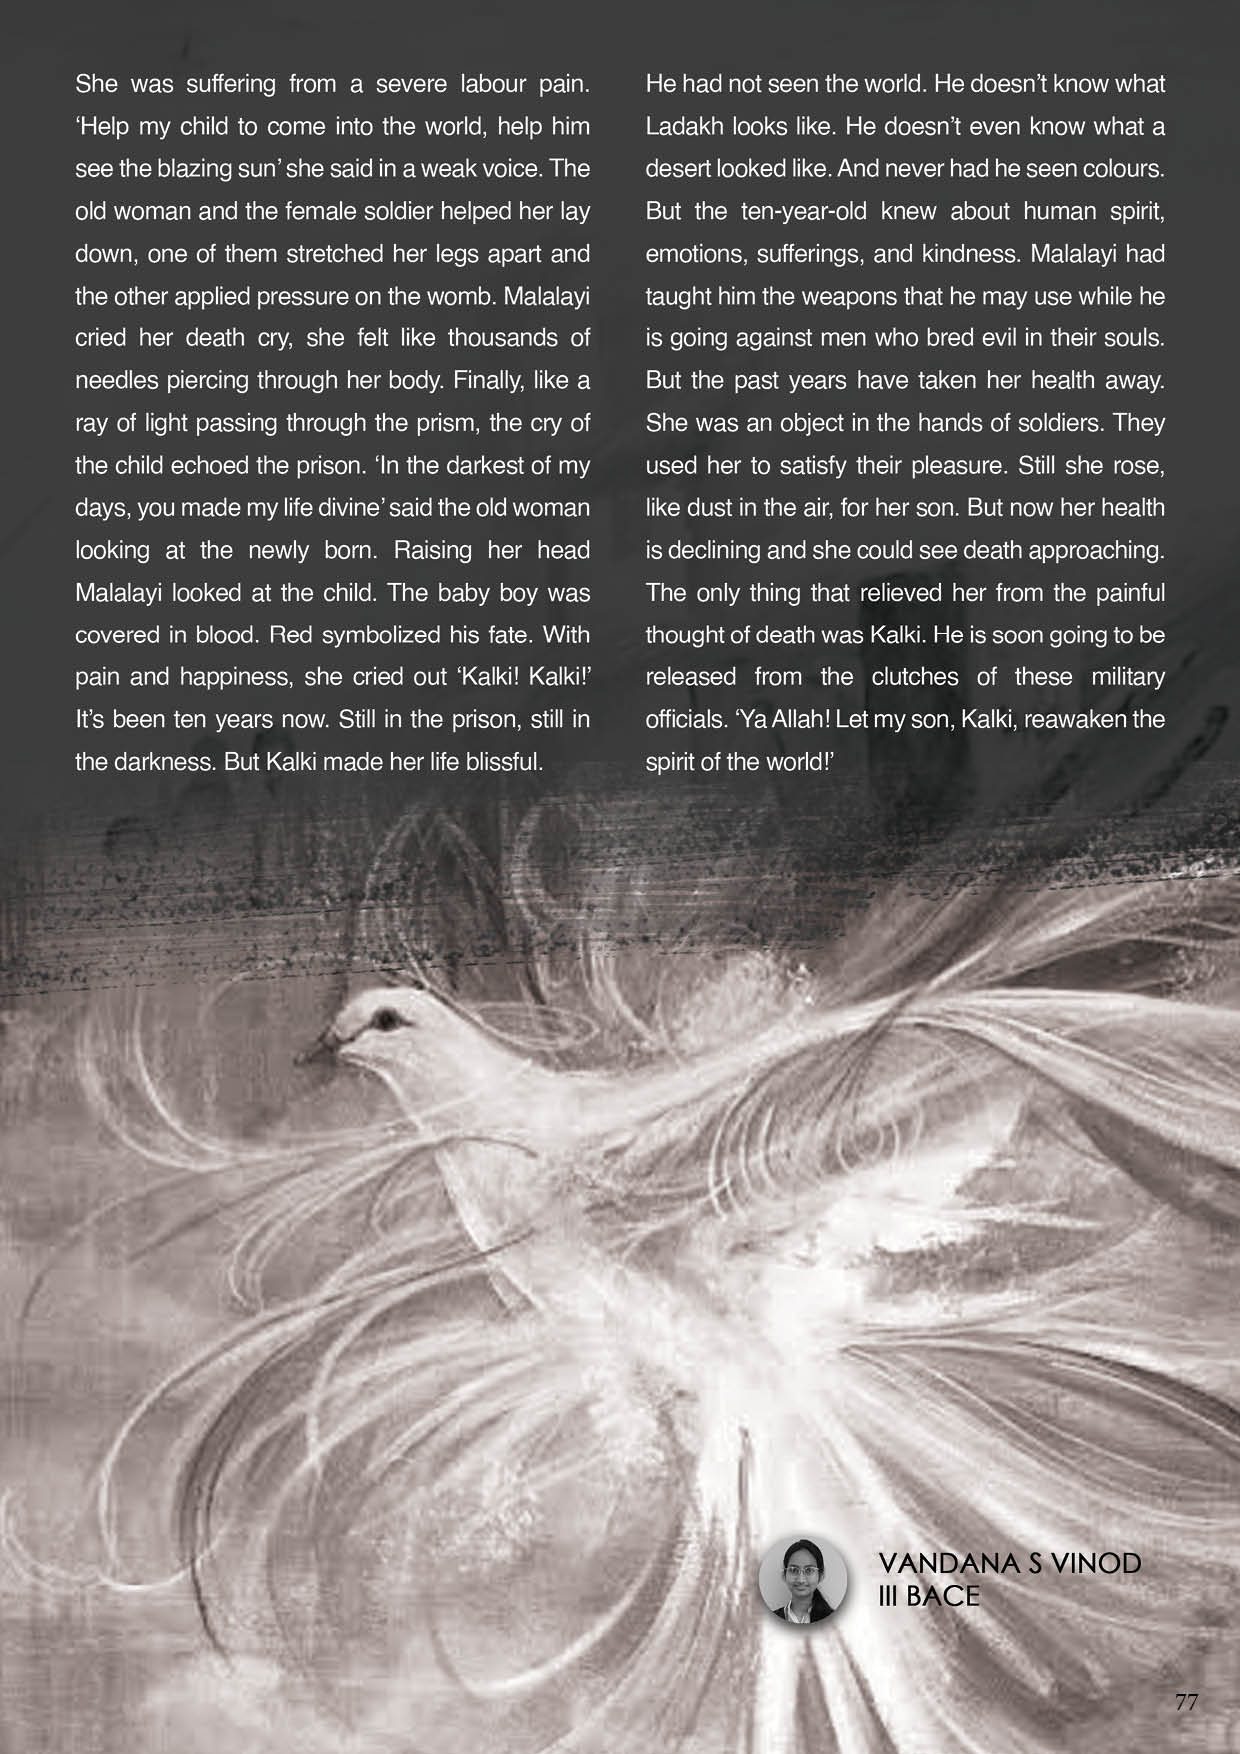 She was suffering from a severe labour pain.
‘Help my child to come into the world, help him
see the blazing sun’ she said in a weak voice. The
old woman and the female soldier helped her lay
down, one of them stretched her legs apart and
the other applied pressure on the womb. Malalayi
cried her death cry, she felt like thousands of
needles piercing through her body. Finally, like a
ray of light passing through the prism, the cry of
the child echoed the prison. ‘In the darkest of my
days, you made my life divine’ said the old woman
looking at the newly born. Raising her head
Malalayi looked at the child. The baby boy was
covered in blood. Red symbolized his fate. With
pain and happiness, she cried out ‘Kalki! Kalki!’
It’s been ten years now. Still in the prison, still in
the darkness. But Kalki made her life blissful.
He had not seen the world. He doesn’t know what
Ladakh looks like. He doesn’t even know what a
desert looked like. And never had he seen colours.
But the ten-year-old knew about human spirit,
emotions, sufferings, and kindness. Malalayi had
taught him the weapons that he may use while he
is going against men who bred evil in their souls.
But the past years have taken her health away.
She was an object in the hands of soldiers. They
used her to satisfy their pleasure. Still she rose,
like dust in the air, for her son. But now her health
is declining and she could see death approaching.
The only thing that relieved her from the painful
thought of death was Kalki. He is soon going to be
released from the clutches of these military
officials. ‘Ya Allah! Let my son, Kalki, reawaken the
spirit of the world!’
VANDANA S VINOD
III BACE
77